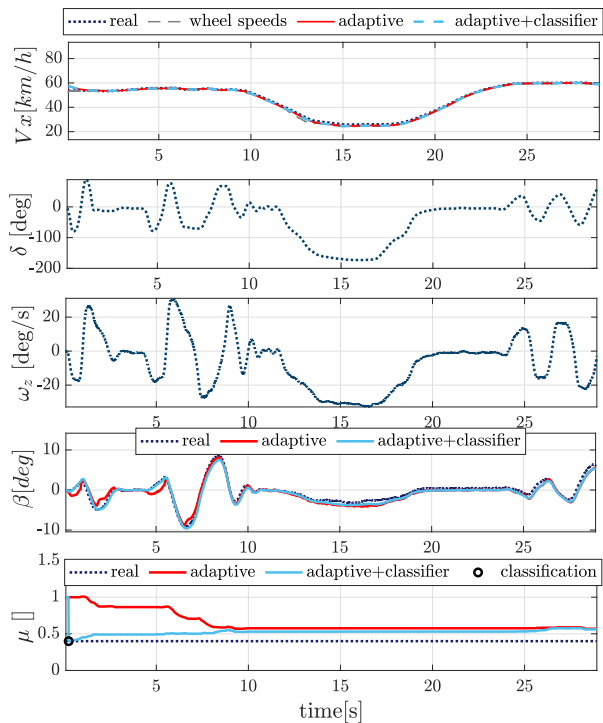 real wheel speeds adaptive adaptive+classifier
80
60
40
20
Vx[km/h]
5 10 15 20 25
0
-100
-200
δ [deg]
5 10 15 20 25
20
0
-20
ω_z [deg/s]
5 10 15 20 25
real adaptive adaptive+classifier
10
0
-10
β[deg]
5 10 15 20 25
1.5
real adaptive adaptive+classifier classification
1
0.5
0
μ []
5 10 15 20 25
time[s]